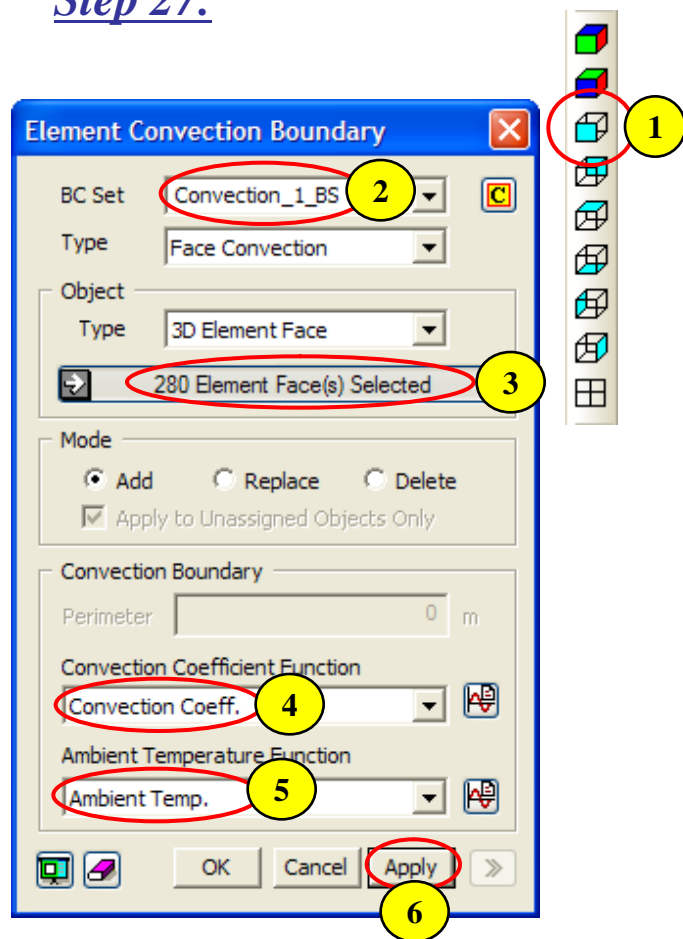 Step 27.
Element Convection Boundary
1
BC Set Convection_1_BS 2 C
Type Face Convection
Object
Type 3D Element Face
280 Element Face(s) Selected 3
Mode
Add Replace Delete
Apply to Unassigned Objects Only
Convection Boundary
Perimeter 0 m
Convection Coefficient Function
Convection Coeff. 4
Ambient Temperature Function
Ambient Temp. 5
OK Cancel Apply
6